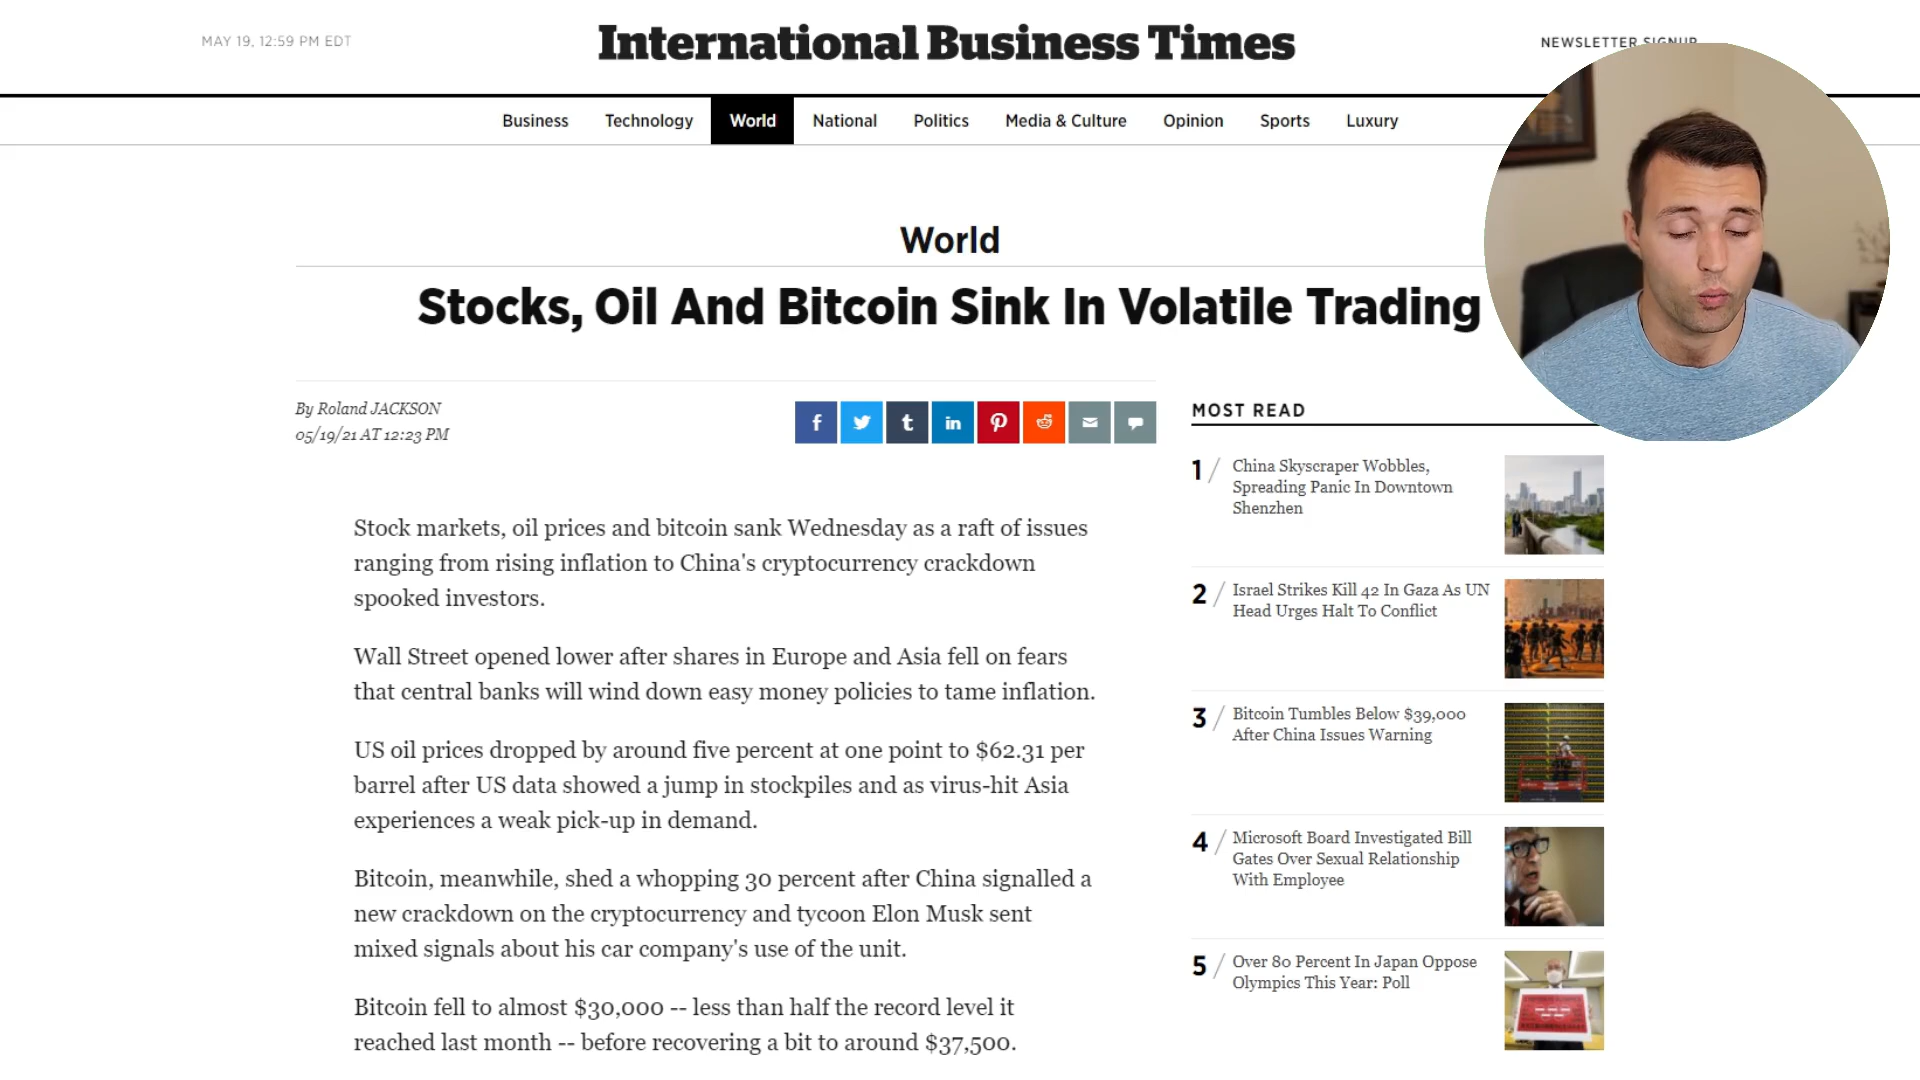 MAY 19, 12:59 PM EDT
International Business Times
NEWSLETTER SIGNUP
Business Technology World National Politics Media & Culture Opinion Sports Luxury
World
Stocks, Oil And Bitcoin Sink In Volatile Trading
By Roland JACKSON
05/19/21 AT 12:23 PM
Stock markets, oil prices and bitcoin sank Wednesday as a raft of issues
ranging from rising inflation to China's cryptocurrency crackdown
spooked investors.
Wall Street opened lower after shares in Europe and Asia fell on fears
that central banks will wind down easy money policies to tame inflation.
US oil prices dropped by around five percent at one point to $62.31 per
barrel after US data showed a jump in stockpiles and as virus-hit Asia
experiences a weak pick-up in demand.
Bitcoin, meanwhile, shed a whopping 30 percent after China signalled a
new crackdown on the cryptocurrency and tycoon Elon Musk sent
mixed signals about his car company's use of the unit.
Bitcoin fell to almost $30,000 -- less than half the record level it
reached last month -- before recovering a bit to around $37,500.
MOST READ
1 / China Skyscraper Wobbles,
Spreading Panic In Downtown
Shenzhen
2 / Israel Strikes Kill 42 In Gaza As UN
Head Urges Halt To Conflict
3 / Bitcoin Tumbles Below $39,000
After China Issues Warning
4 / Microsoft Board Investigated Bill
Gates Over Sexual Relationship
With Employee
5 / Over 80 Percent In Japan Oppose
Olympics This Year: Poll